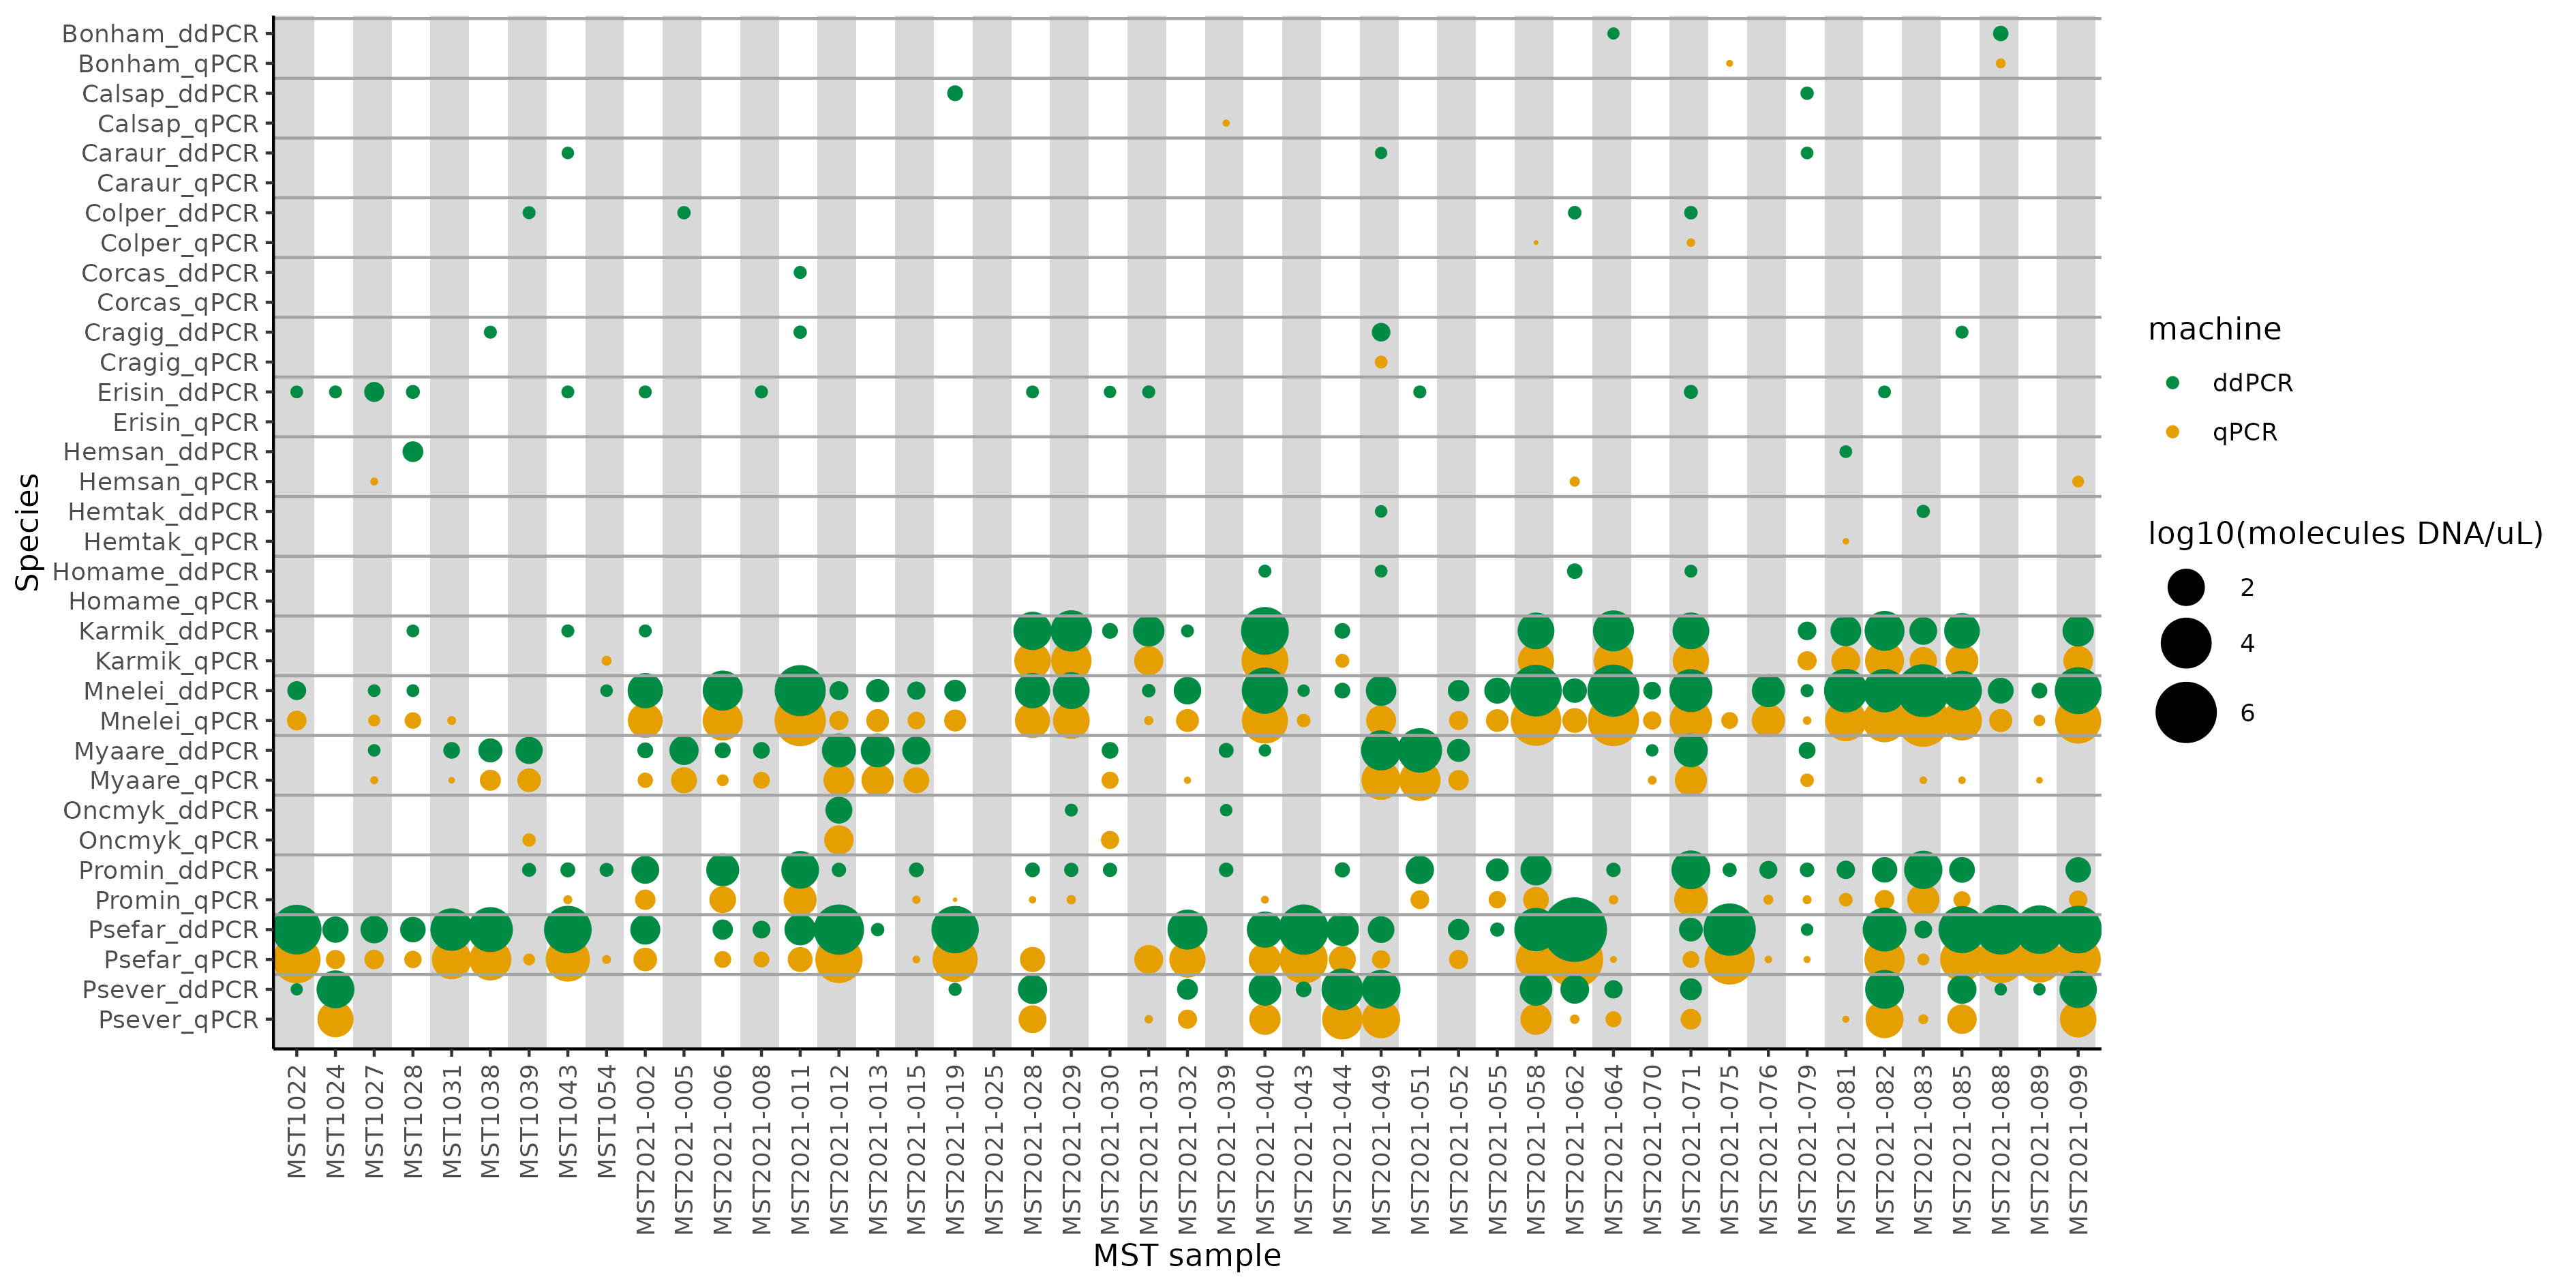 Species
Bonham_ddPCR
Bonham_qPCR
Calsap_ddPCR
Calsap_qPCR
Caraur_ddPCR
Caraur_qPCR
Colper_ddPCR
Colper_qPCR
Corcas_ddPCR
Corcas_qPCR
Cragig_ddPCR
Cragig_qPCR
Erisin_ddPCR
Erisin_qPCR
Hemsan_ddPCR
Hemsan_qPCR
Hemtak_ddPCR
Hemtak_qPCR
Homame_ddPCR
Homame_qPCR
Karmik_ddPCR
Karmik_qPCR
Mnelei_ddPCR
Mnelei_qPCR
Myaare_ddPCR
Myaare_qPCR
Oncmyk_ddPCR
Oncmyk_qPCR
Promin_ddPCR
Promin_qPCR
Psefar_ddPCR
Psefar_qPCR
Psever_ddPCR
Psever_qPCR
MST1022
MST1024
MST1027
MST1028
MST1031
MST1038
MST1039
MST1043
MST1054
MST2021-002
MST2021-005
MST2021-006
MST2021-008
MST2021-011
MST2021-012
MST2021-013
MST2021-015
MST2021-019
MST2021-025
MST2021-028
MST2021-029
MST2021-030
MST2021-031
MST2021-032
MST2021-039
MST2021-040
MST2021-043
MST2021-044
MST2021-049
MST2021-051
MST2021-052
MST2021-055
MST2021-058
MST2021-062
MST2021-064
MST2021-070
MST2021-071
MST2021-075
MST2021-076
MST2021-079
MST2021-081
MST2021-082
MST2021-083
MST2021-085
MST2021-088
MST2021-089
MST2021-099
MST sample
machine
ddPCR
qPCR
log10(molecules DNA/uL)
2
4
6